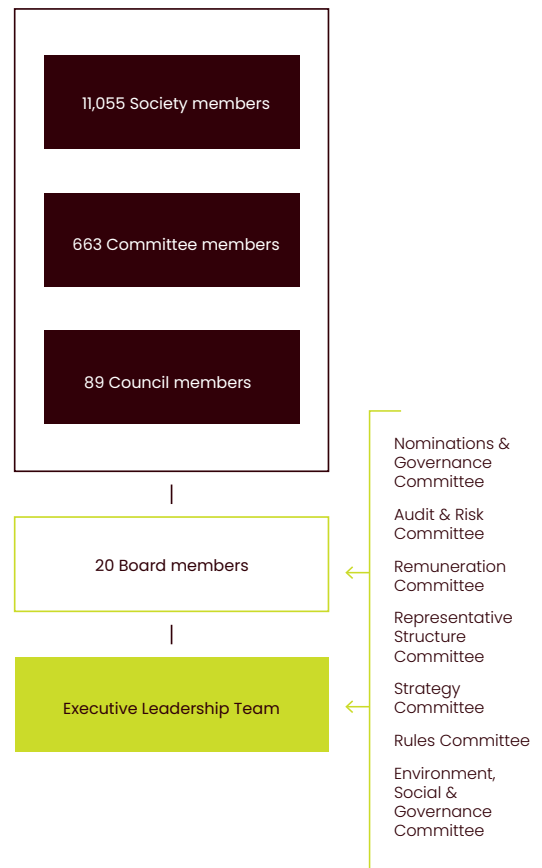 11,055 Society members
663 Committee members
89 Council members
20 Board members
Executive Leadership Team
Nominations &
Governance
Committee
Audit & Risk
Committee
Remuneration
Committee
Representative
Structure
Committee
Strategy
Committee
Rules Committee
Environment,
Social &
Governance
Committee